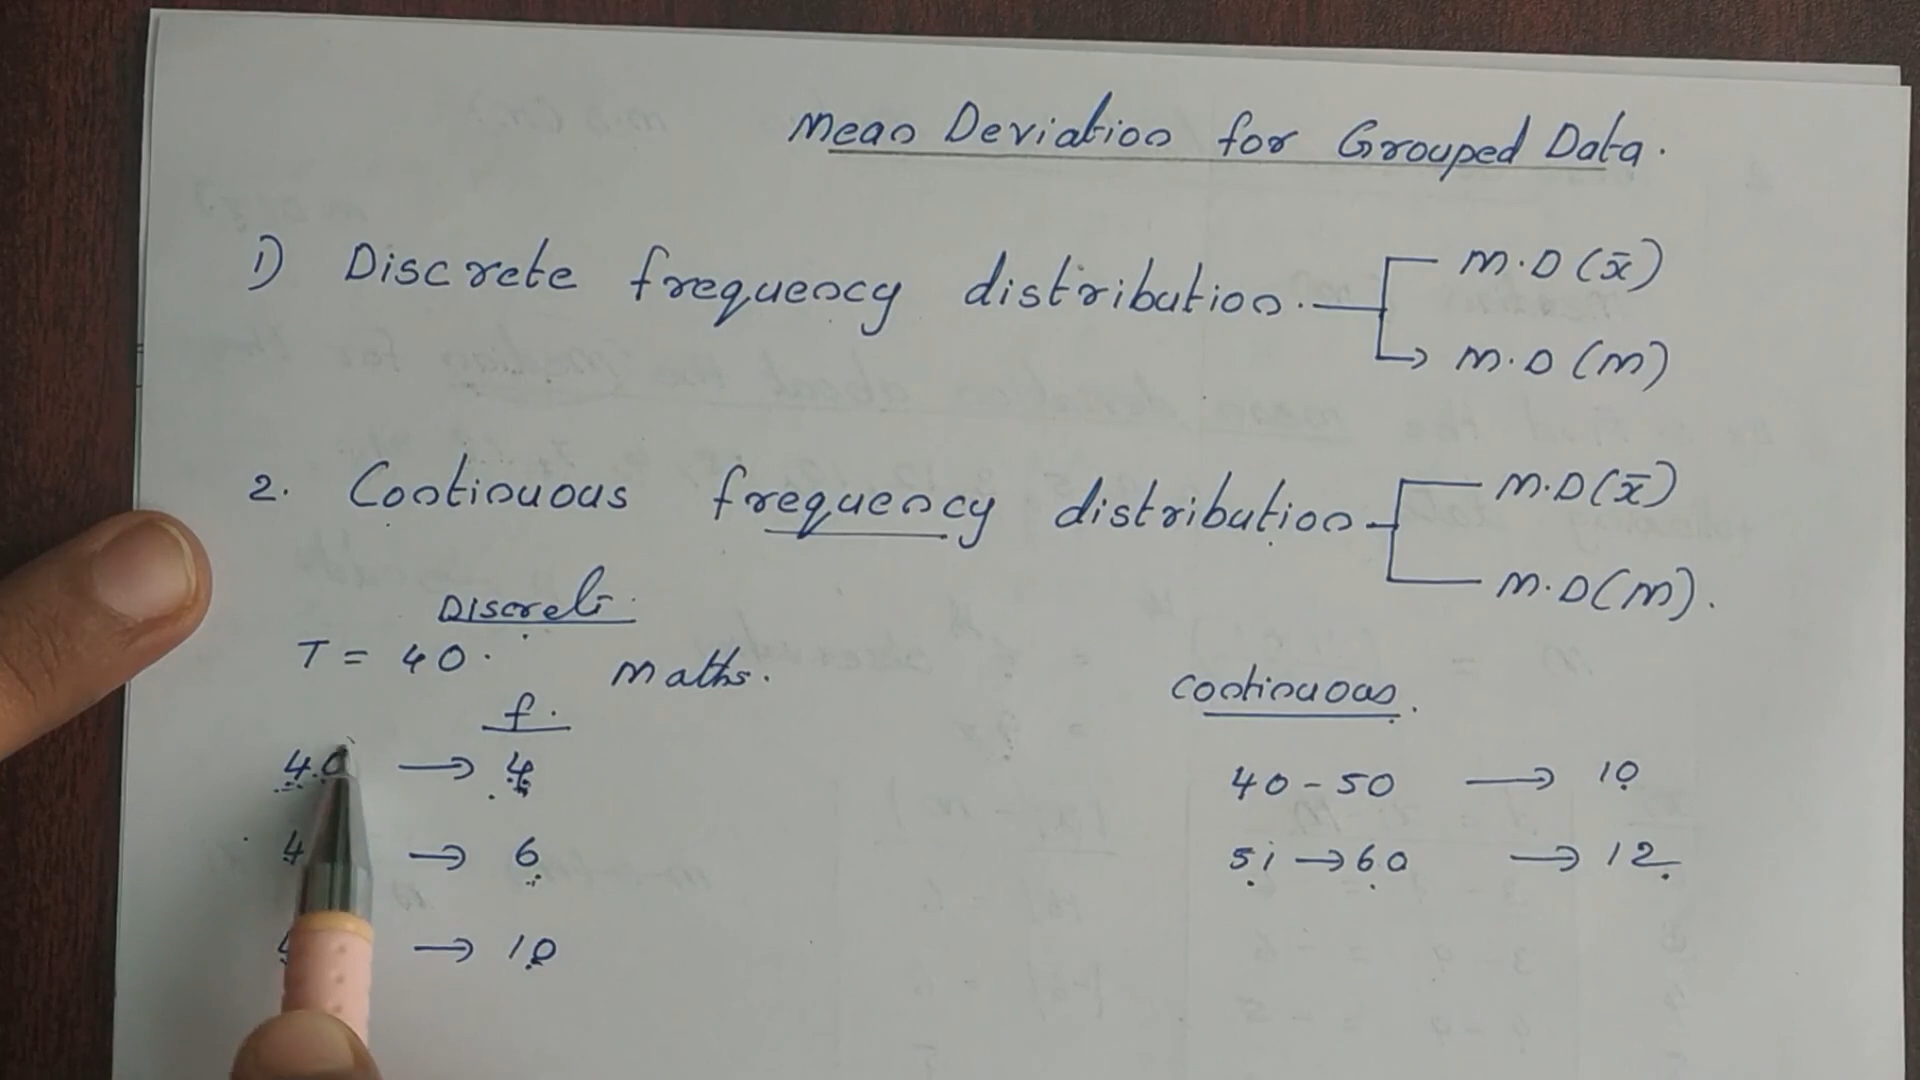 Mean Deviation for Grouped Data.
1) Discrete frequency distribution.
M.D (x̄)
M.D (M)
2. Continuous frequency distribution
M.D(x̄)
M.D(M).
Discrete
T = 40. Maths.
f.
40 → 4
4 → 6
4 → 10
Continuous.
40 - 50 → 10
51 → 60 → 12